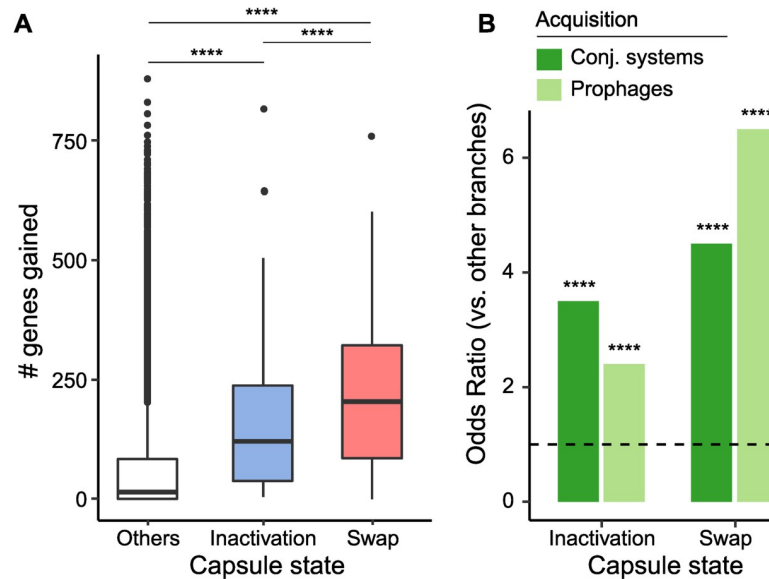 A
****
****
****
# genes gained
750
500
250
0
Others
Inactivation
Swap
Capsule state
B
Acquisition
Conj. systems
Prophages
Odds Ratio (vs. other branches)
6
4
2
0
****
****
****
****
Inactivation
Swap
Capsule state